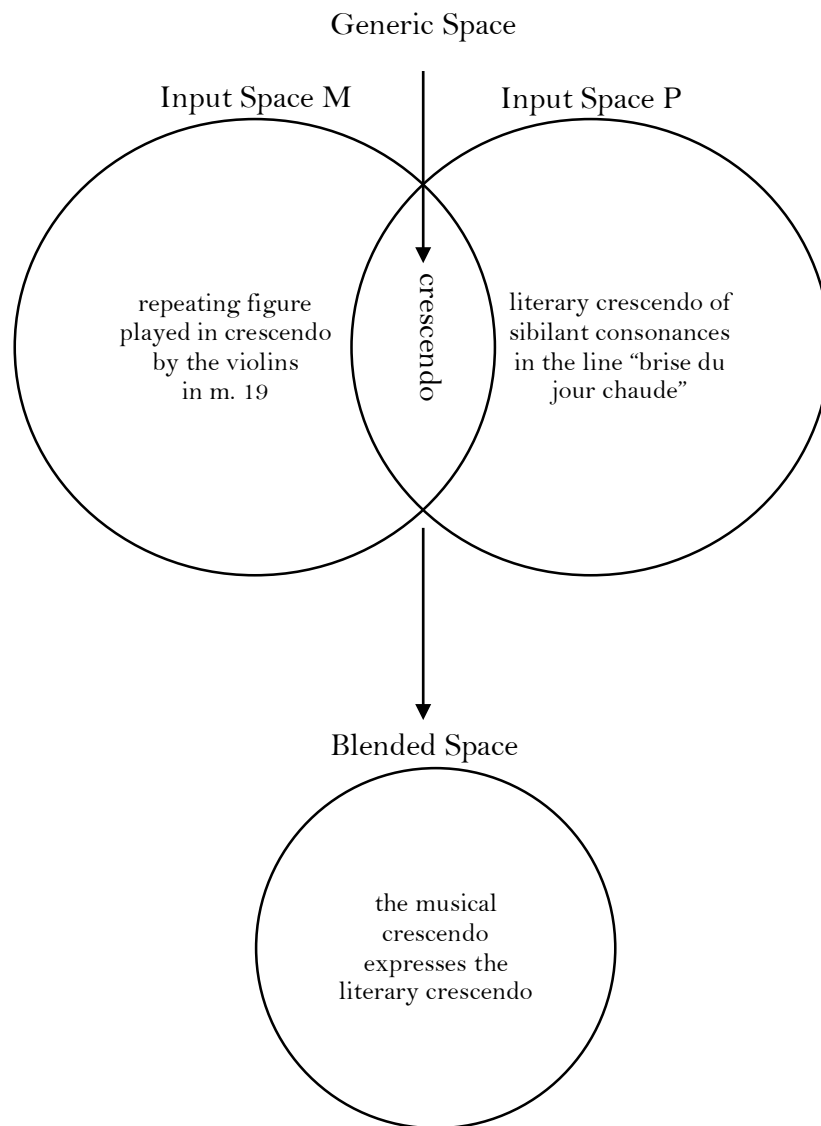 Generic Space
Input Space M
Input Space P
repeating figure
played in crescendo
by the violins
in m. 19
crescendo
literary crescendo of
sibilant consonances
in the line “brise du
jour chaude”
Blended Space
the musical
crescendo
expresses the
literary crescendo